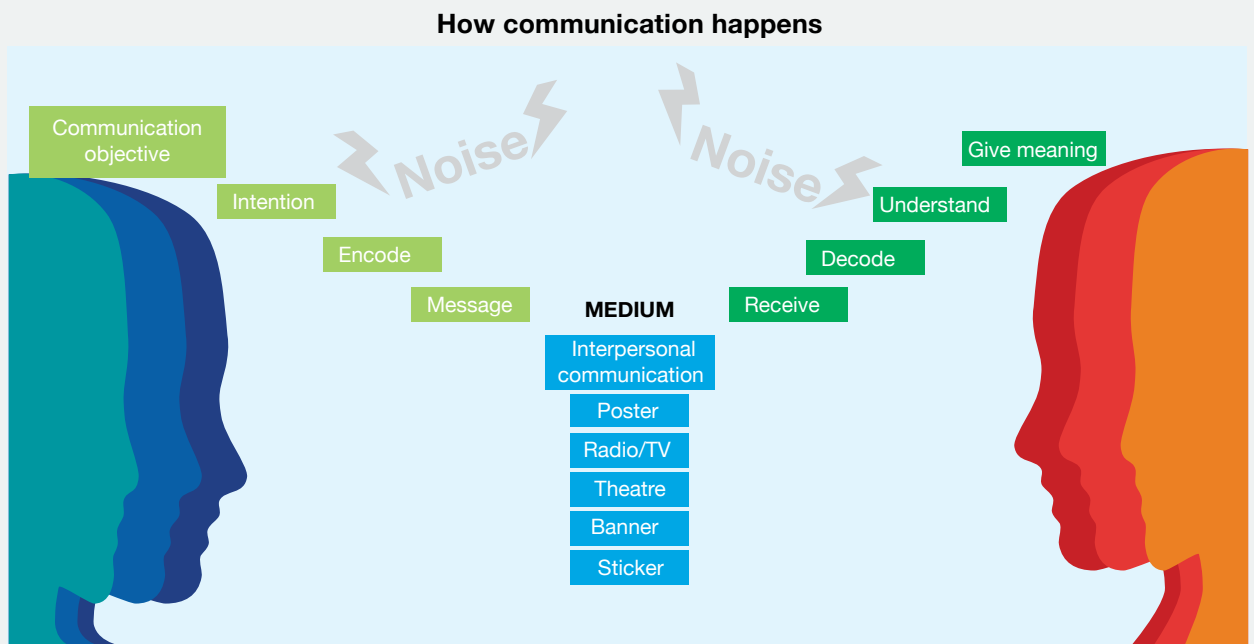 How communication happens
Communication
objective
Intention
Encode
Message
Noise
MEDIUM
Interpersonal
communication
Poster
Radio/TV
Theatre
Banner
Sticker
Noise
Receive
Decode
Understand
Give meaning